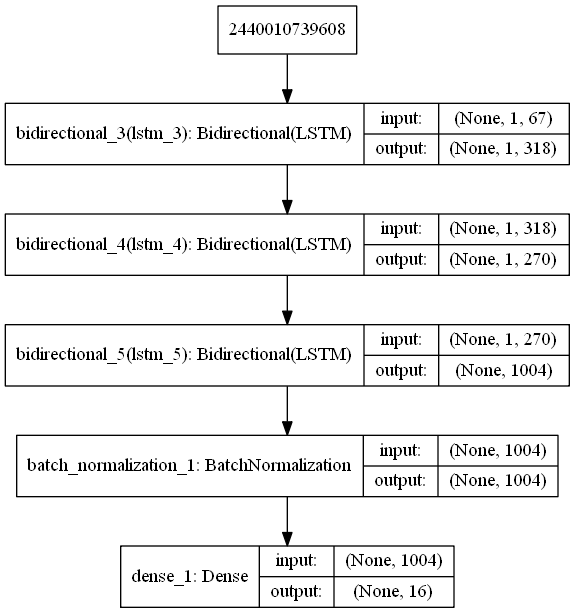 2440010739608
bidirectional_3(lstm_3): Bidirectional(LSTM)
input: (None, 1, 67)
output: (None, 1, 318)
bidirectional_4(lstm_4): Bidirectional(LSTM)
input: (None, 1, 318)
output: (None, 1, 270)
bidirectional_5(lstm_5): Bidirectional(LSTM)
input: (None, 1, 270)
output: (None, 1004)
batch_normalization_1: BatchNormalization
input: (None, 1004)
output: (None, 1004)
dense_1: Dense
input: (None, 1004)
output: (None, 16)